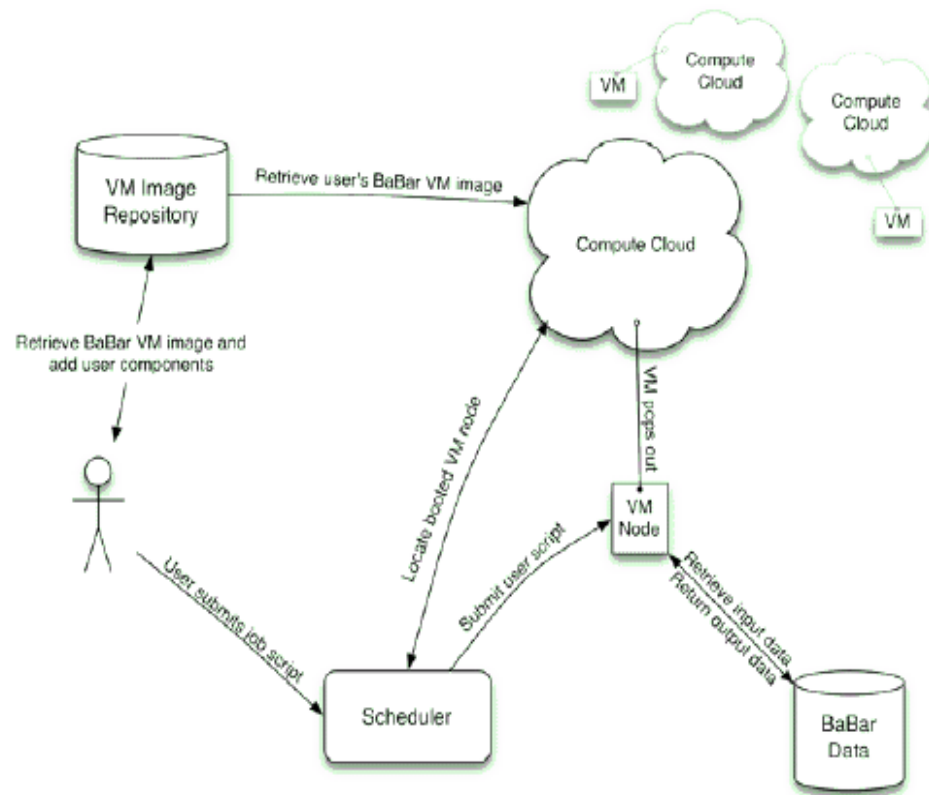 Compute
Cloud
VM
Compute
Cloud
VM
VM Image
Repository
Retrieve user's BaBar VM image
Compute Cloud
Retrieve BaBar VM image and
add user components
VM pops out
Locate booted VM node
VM
Node
Submit user script
User submits job script
Retrieve input data
Return output data
Scheduler
BaBar
Data